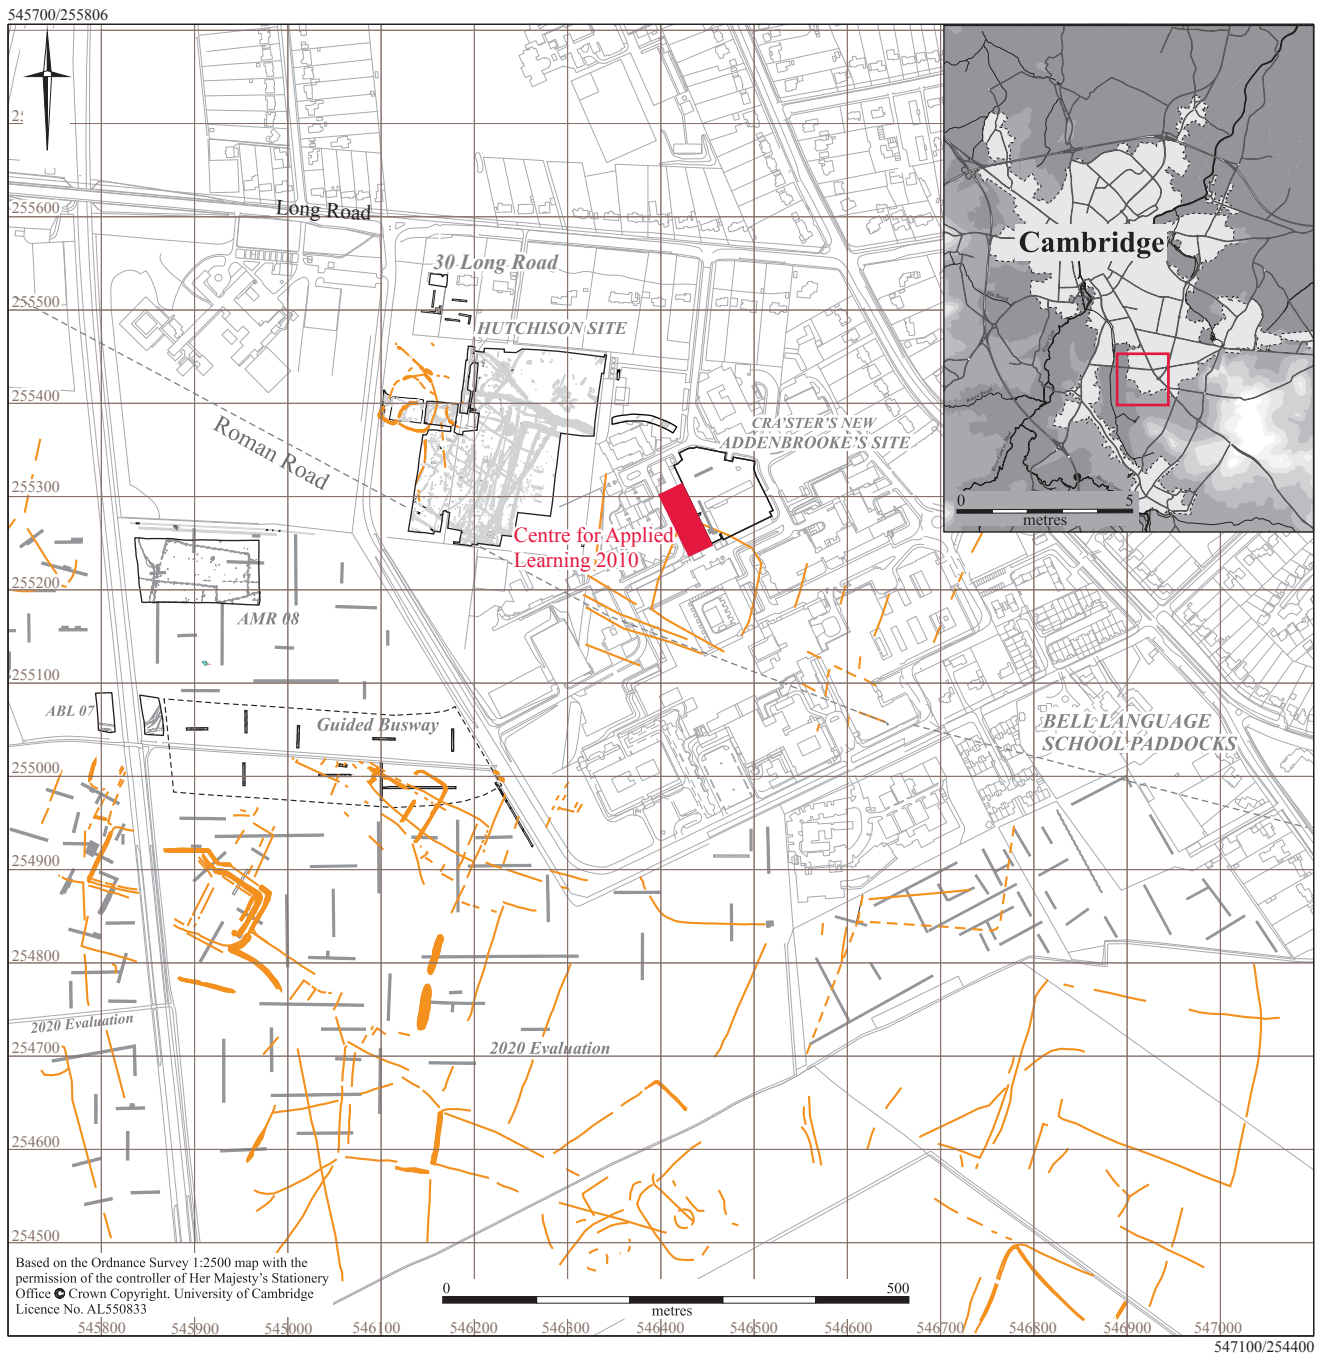 545700/255806
Long Road
255600
30 Long Road
255500
HUTCHISON SITE
255400
CRA'STER'S NEW
ADDENBROOKE'S SITE
Roman Road
255300
Centre for Applied
Learning 2010
255200
AMR 08
255100
ABL 07
Guided Busway
BELL LANGUAGE
SCHOOL PADDOCKS
255000
254900
254800
2020 Evaluation
2020 Evaluation
254700
254600
254500
Cambridge
0 5
metres
Based on the Ordnance Survey 1:2500 map with the
permission of the controller of Her Majesty's Stationery
Office © Crown Copyright. University of Cambridge
Licence No. AL550833
0 500
metres
545800 545900 545000 546100 546200 546300 546400 546500 546600 546700 546800 546900 547000
547100/254400